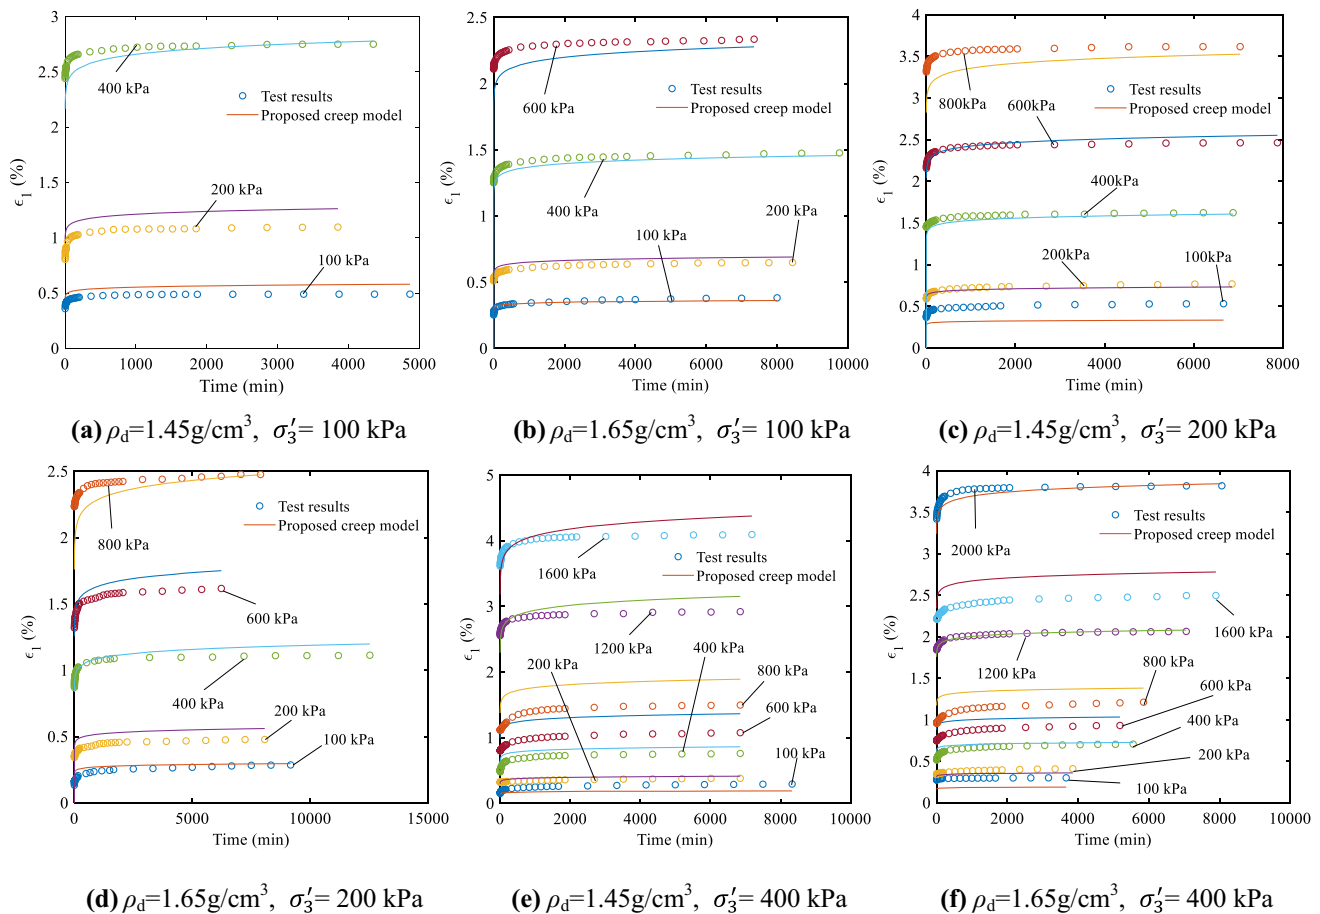 3
2.5
2
1.5
1
0.5
0
ϵ1 (%)
400 kPa
Test results
Proposed creep model
200 kPa
100 kPa
0 1000 2000 3000 4000 5000
Time (min)
(a) ρd=1.45g/cm3, σ′3= 100 kPa
2.5
2
1.5
1
0.5
0
ϵ1 (%)
600 kPa
Test results
Proposed creep model
400 kPa
200 kPa
100 kPa
0 2000 4000 6000 8000 10000
Time (min)
(b) ρd=1.65g/cm3, σ′3= 100 kPa
4
3.5
3
2.5
2
1.5
1
0.5
0
ϵ1 (%)
800kPa
600kPa
Test results
Proposed creep model
400kPa
200kPa
100kPa
0 2000 4000 6000 8000
Time (min)
(c) ρd=1.45g/cm3, σ′3= 200 kPa
2.5
2
1.5
1
0.5
0
ϵ1 (%)
Test results
Proposed creep model
800 kPa
600 kPa
400 kPa
200 kPa
100 kPa
0 5000 10000 15000
Time (min)
(d) ρd=1.65g/cm3, σ′3= 200 kPa
5
4
3
2
1
0
ϵ1 (%)
1600 kPa
Test results
Proposed creep model
1200 kPa
200 kPa
400 kPa
800 kPa
600 kPa
100 kPa
0 2000 4000 6000 8000 10000
Time (min)
(e) ρd=1.45g/cm3, σ′3= 400 kPa
4
3.5
3
2.5
2
1.5
1
0.5
0
ϵ1 (%)
Test results
Proposed creep model
2000 kPa
1600 kPa
1200 kPa
800 kPa
600 kPa
400 kPa
200 kPa
100 kPa
0 2000 4000 6000 8000 10000
Time (min)
(f) ρd=1.65g/cm3, σ′3= 400 kPa